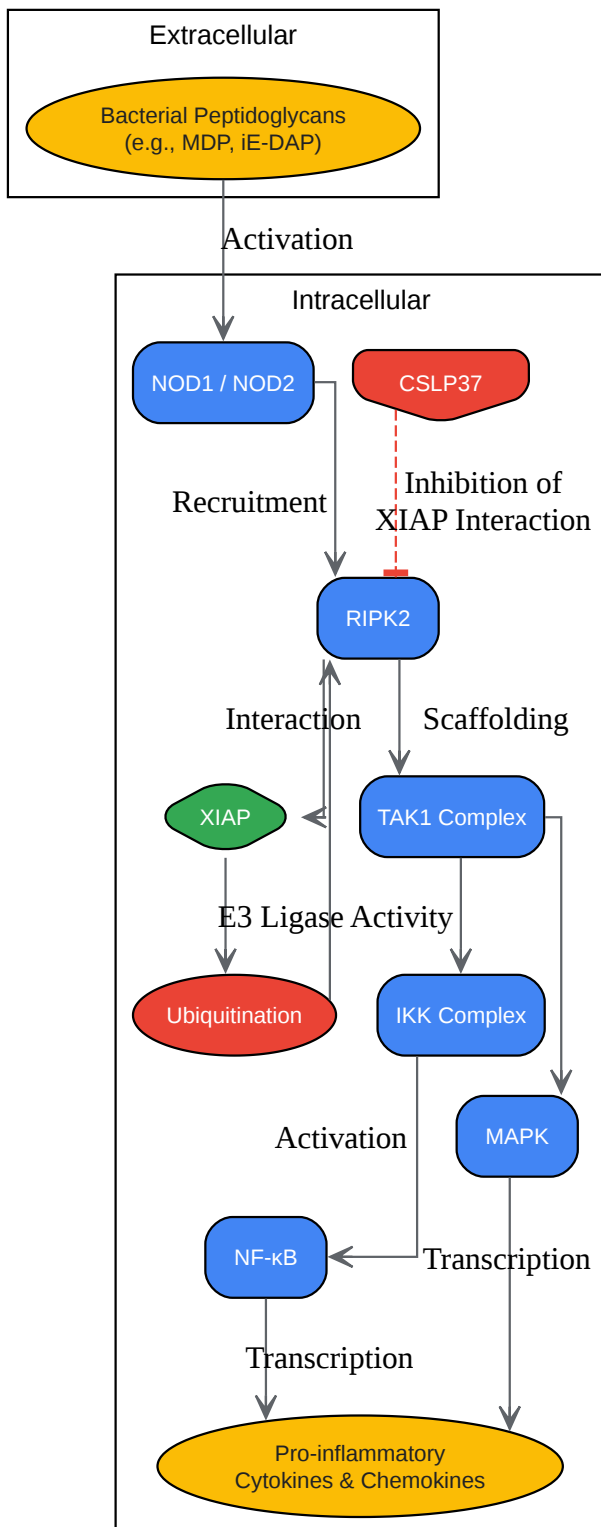 Extracellular
Bacterial Peptidoglycans
(e.g., MDP, iE-DAP)
Activation
Intracellular
NOD1 / NOD2
CSLP37
Recruitment
Inhibition of
XIAP Interaction
RIPK2
Interaction
Scaffolding
XIAP
TAK1 Complex
E3 Ligase Activity
Ubiquitination
IKK Complex
Activation
MAPK
NF-κB
Transcription
Transcription
Pro-inflammatory
Cytokines & Chemokines